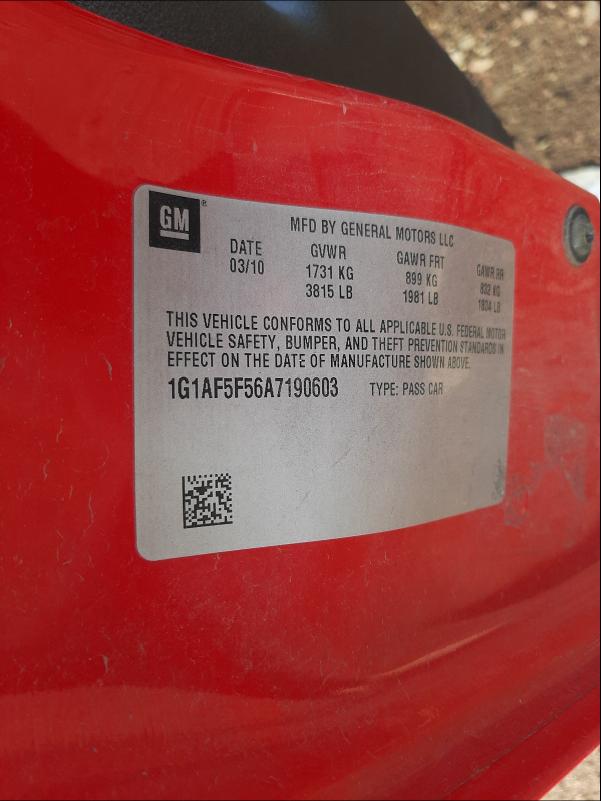 GM ®
MFD BY GENERAL MOTORS LLC
DATE GVWR GAWR FRT GAWR RR
03/10 1731 KG 899 KG 832 KG
3815 LB 1981 LB 1834 LB
THIS VEHICLE CONFORMS TO ALL APPLICABLE U.S. FEDERAL MOTOR
VEHICLE SAFETY, BUMPER, AND THEFT PREVENTION STANDARDS IN
EFFECT ON THE DATE OF MANUFACTURE SHOWN ABOVE.
1G1AF5F56A7190603 TYPE: PASS CAR